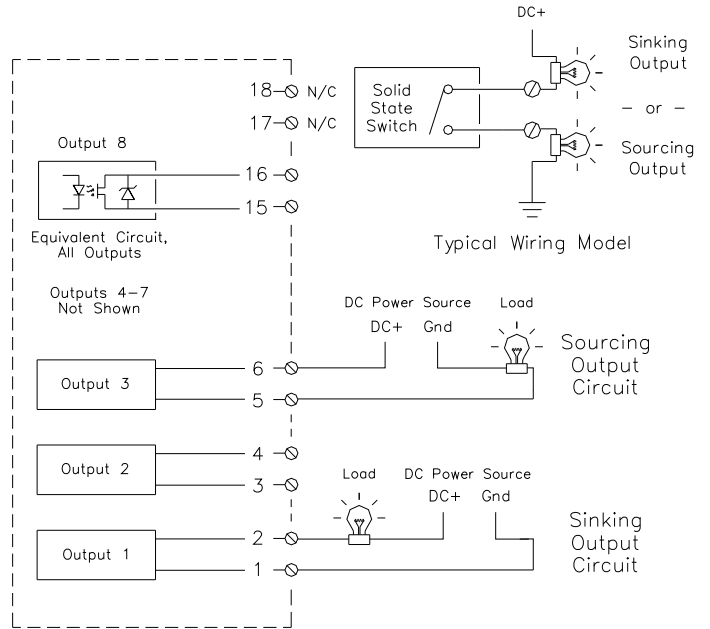 DC+
Sinking
Output
– or –
Sourcing
Output
Solid
State
Switch
Typical Wiring Model
18 N/C
17 N/C
Output 8
16
15
Equivalent Circuit,
All Outputs
Outputs 4–7
Not Shown
DC Power Source Load
DC+ Gnd
Sourcing
Output
Circuit
6
Output 3
5
4
Output 2
3
Load DC Power Source
DC+ Gnd
Sinking
Output
Circuit
2
Output 1
1